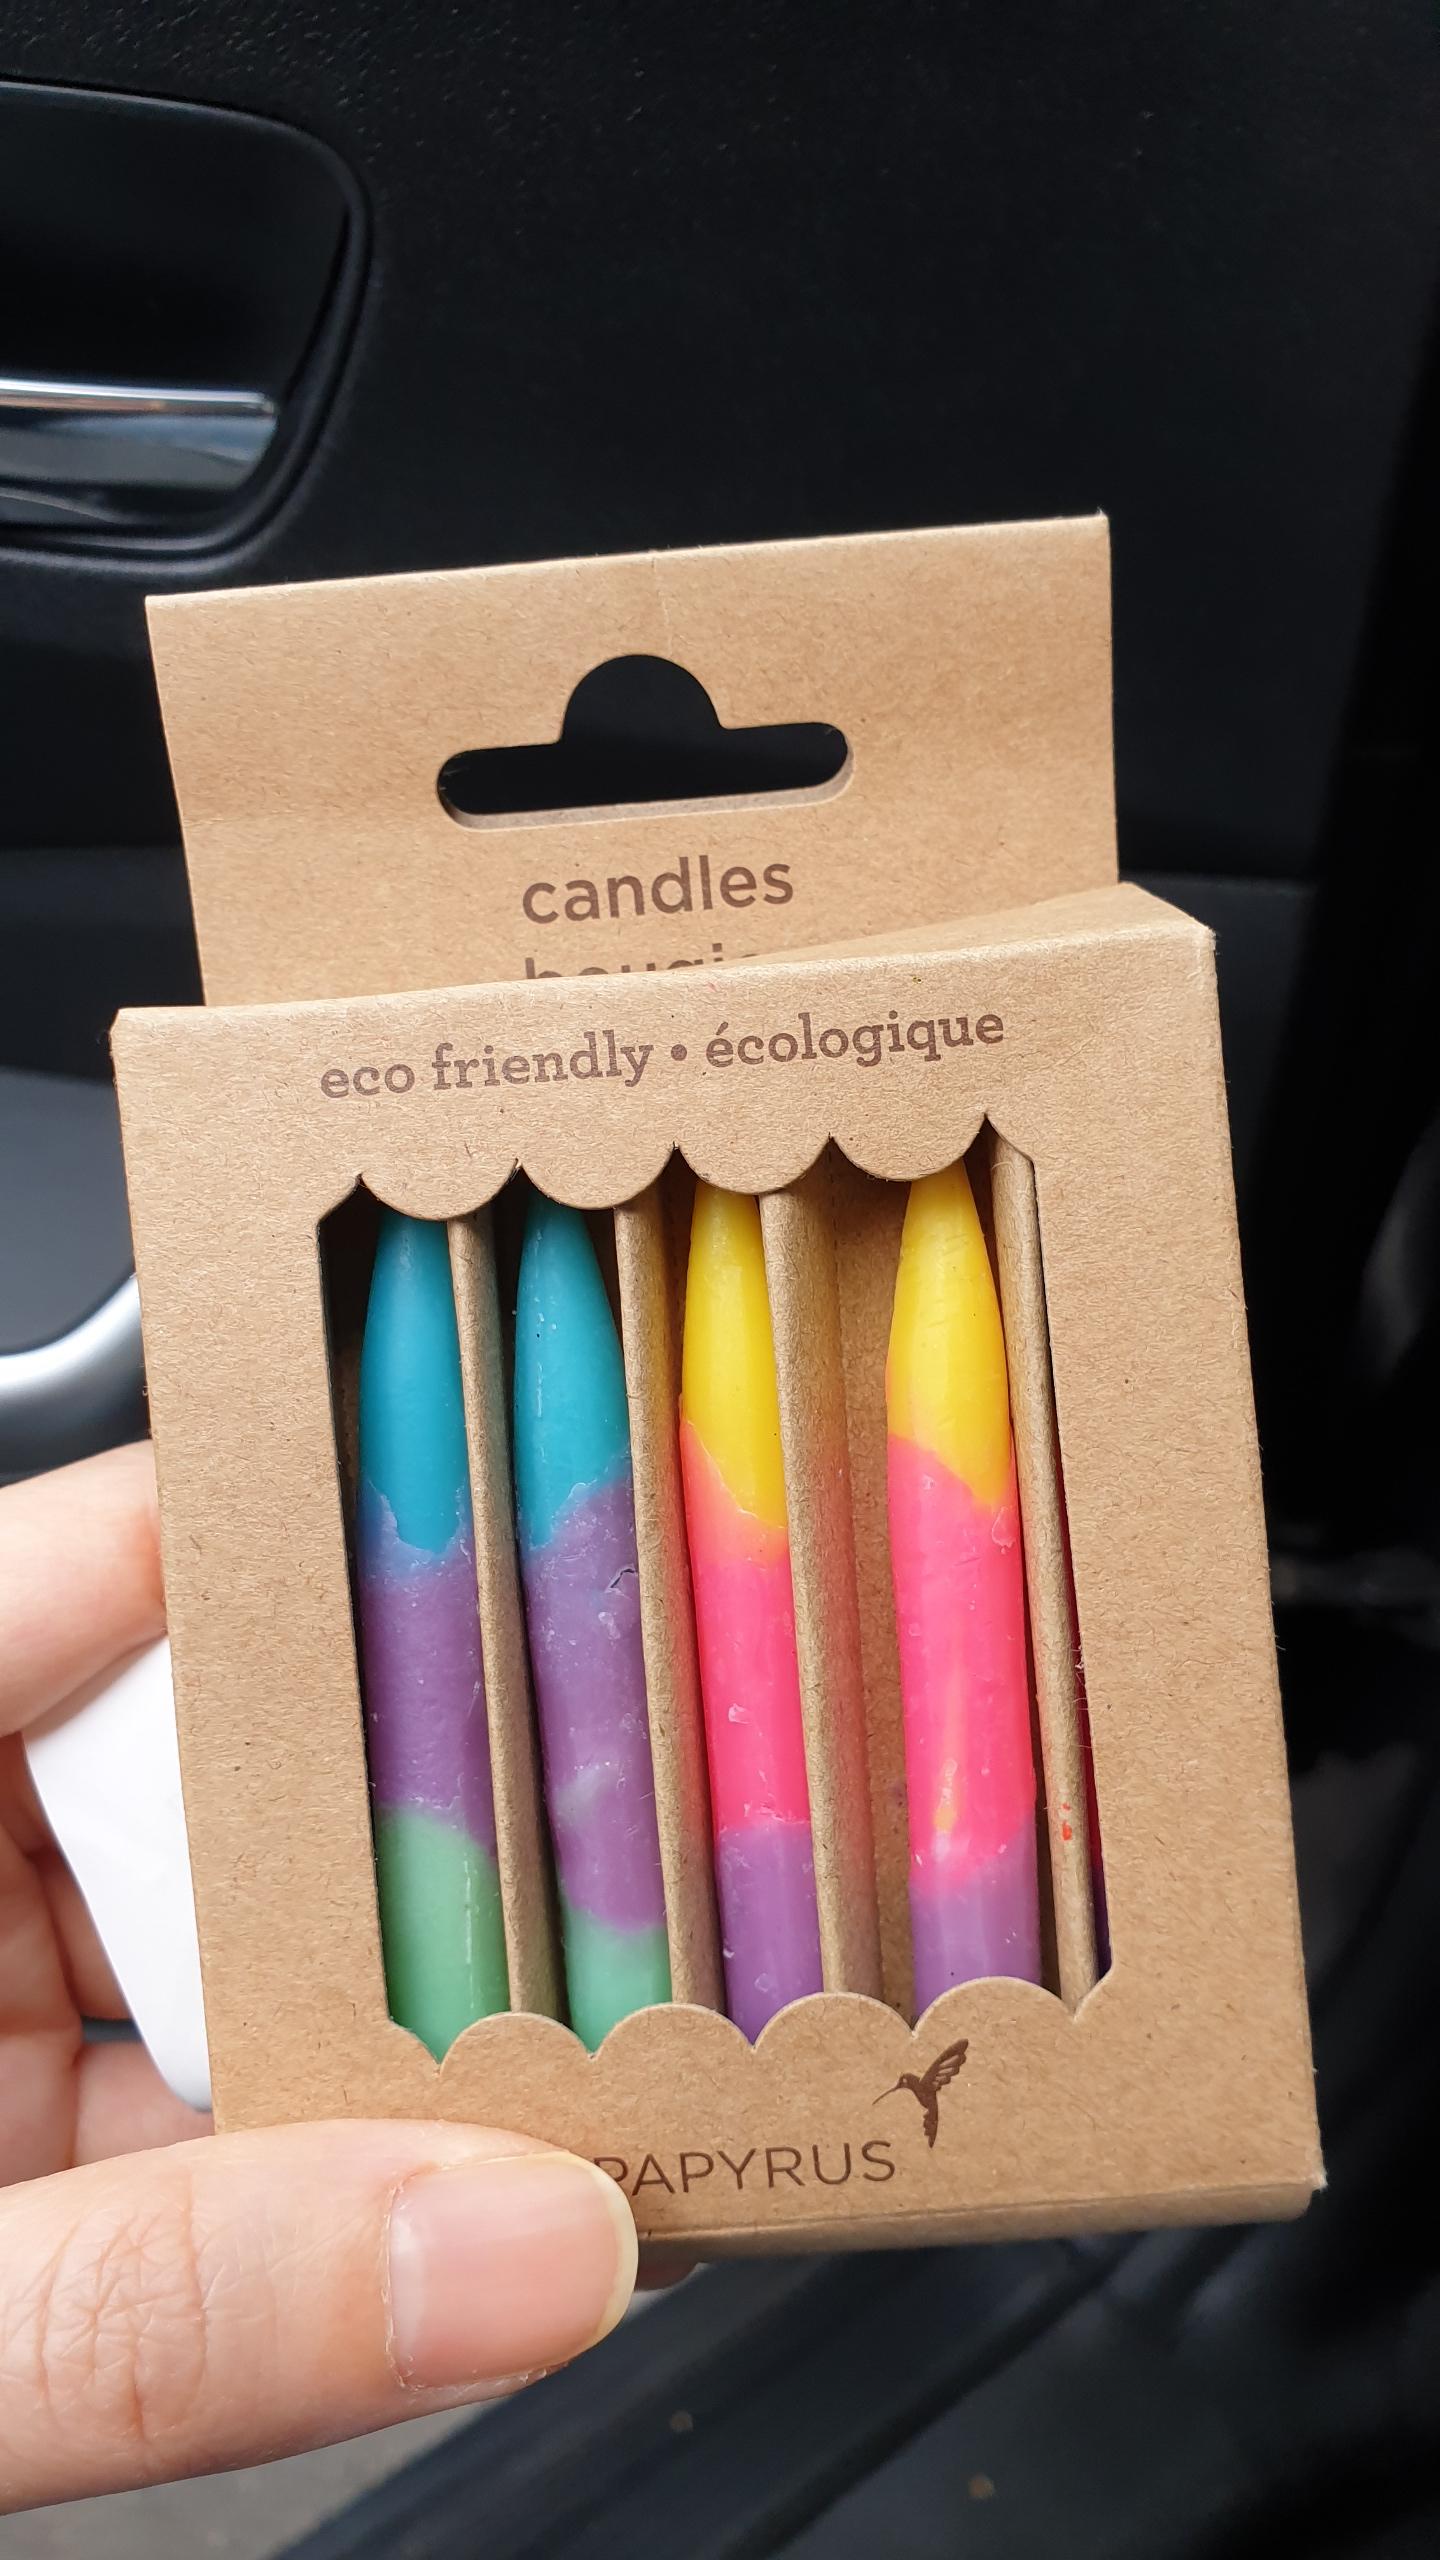 candles
eco friendly • écologique
PAPYRUS